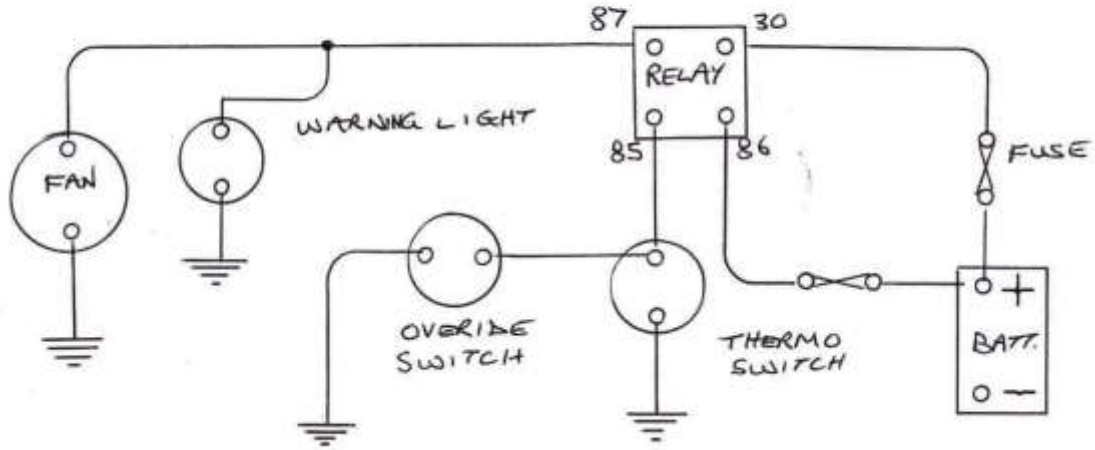 87 30
RELAY
WARNING LIGHT
85 86
FUSE
FAN
+
OVERIDE
SWITCH
THERMO
SWITCH
BATT.
−